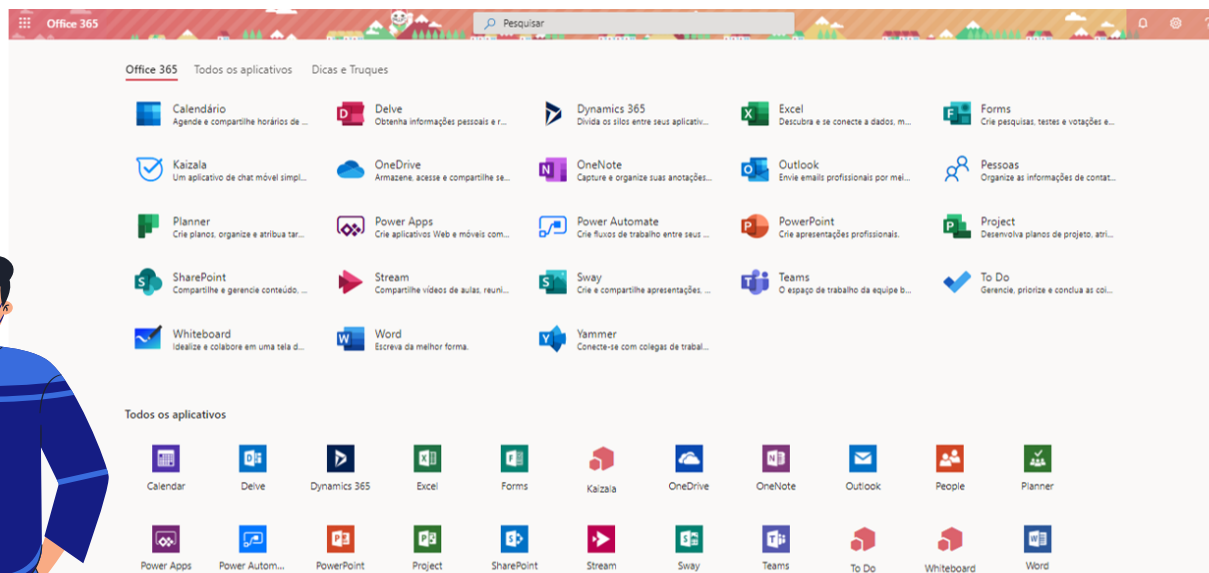 Office 365
Pesquisar
Office 365 Todos os aplicativos Dicas e Truques
Calendário
Agende e compartilhe horários de ...
Delve
Obtenha informações pessoais e r...
Dynamics 365
Divida os silos entre seus aplicativ...
Excel
Descubra e se conecte a dados, m...
Forms
Crie pesquisas, testes e votações e...
Kaizala
Um aplicativo de chat móvel simpl...
OneDrive
Armazene, acesse e compartilhe se...
OneNote
Capture e organize suas anotações...
Outlook
Envie emails profissionais por mei...
Pessoas
Organize as informações de contat...
Planner
Crie planos, organize e atribua tar...
Power Apps
Crie aplicativos Web e móveis com...
Power Automate
Crie fluxos de trabalho entre seus ...
PowerPoint
Crie apresentações profissionais.
Project
Desenvolva planos de projeto, atri...
SharePoint
Compartilhe e gerencie conteúdo, ...
Stream
Compartilhe vídeos de aulas, reuni...
Sway
Crie e compartilhe apresentações, ...
Teams
O espaço de trabalho da equipe b...
To Do
Gerencie, priorize e conclua as coi...
Whiteboard
Idealize e colabore em uma tela d...
Word
Escreva da melhor forma.
Yammer
Conecte-se com colegas de trabal...
Todos os aplicativos
Calendar Delve Dynamics 365 Excel Forms Kaizala OneDrive OneNote Outlook People Planner
Power Apps Power Autom... PowerPoint Project SharePoint Stream Sway Teams To Do Whiteboard Word